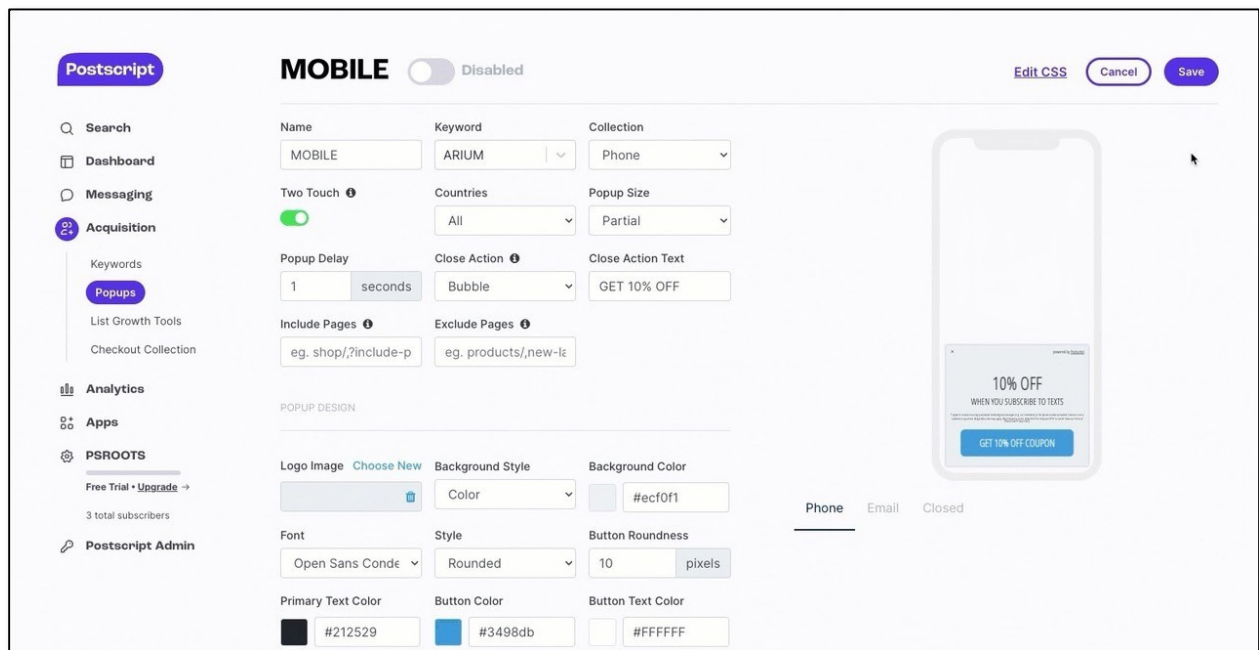 Postscript
MOBILE
Disabled
Edit CSS
Cancel
Save
Search
Dashboard
Messaging
Acquisition
Keywords
Popups
List Growth Tools
Checkout Collection
Analytics
Apps
PSROOTS
Free Trial • Upgrade →
3 total subscribers
Postscript Admin
Name
Keyword
Collection
MOBILE
ARIUM
Phone
Two Touch
Countries
Popup Size
All
Partial
Popup Delay
Close Action
Close Action Text
1
seconds
Bubble
GET 10% OFF
Include Pages
Exclude Pages
eg. shop/,?include-p
eg. products/,new-la
POPUP DESIGN
Logo Image
Choose New
Background Style
Background Color
Color
#ecf0f1
Font
Style
Button Roundness
Open Sans Conde
Rounded
10
pixels
Primary Text Color
Button Color
Button Text Color
#212529
#3498db
#FFFFFF
10% OFF
WHEN YOU SUBSCRIBE TO TEXTS
GET 10% OFF COUPON
Phone
Email
Closed